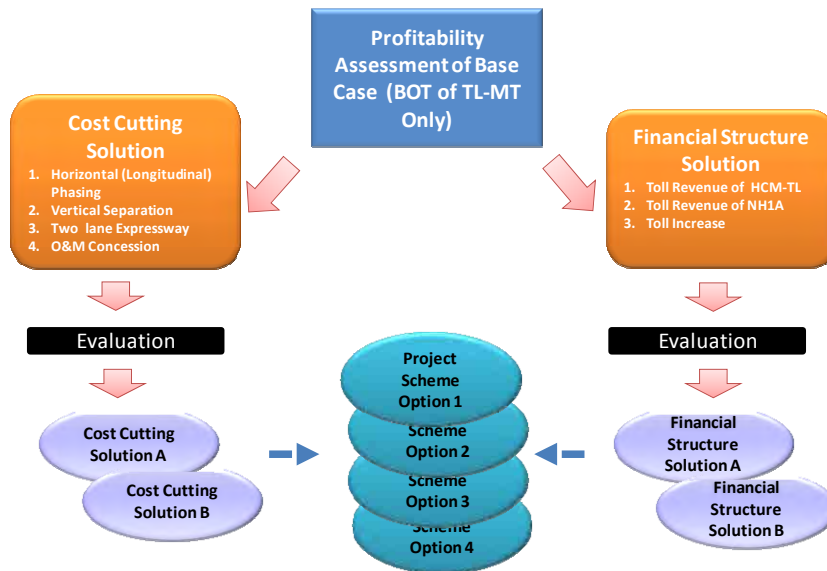 Profitability
Assessment of Base
Case (BOT of TL-MT
Only)
Cost Cutting
Solution
1. Horizontal (Longitudinal)
Phasing
2. Vertical Separation
3. Two lane Expressway
4. O&M Concession
Financial Structure
Solution
1. Toll Revenue of HCM-TL
2. Toll Revenue of NH1A
3. Toll Increase
Evaluation
Evaluation
Cost Cutting
Solution A
Cost Cutting
Solution B
Project
Scheme
Option 1
Scheme
Option 2
Scheme
Option 3
Scheme
Option 4
Financial
Structure
Solution A
Financial
Structure
Solution B